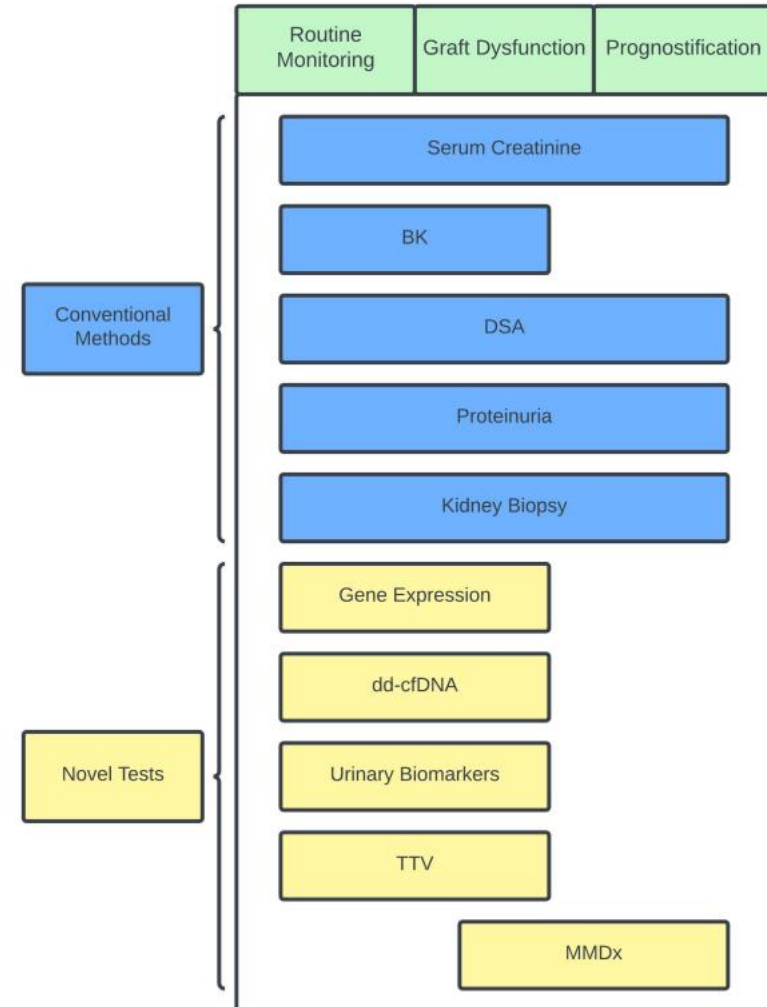 Routine
Monitoring
Graft Dysfunction
Prognostification
Serum Creatinine
BK
Conventional
Methods
DSA
Proteinuria
Kidney Biopsy
Gene Expression
dd-cfDNA
Novel Tests
Urinary Biomarkers
TTV
MMDx